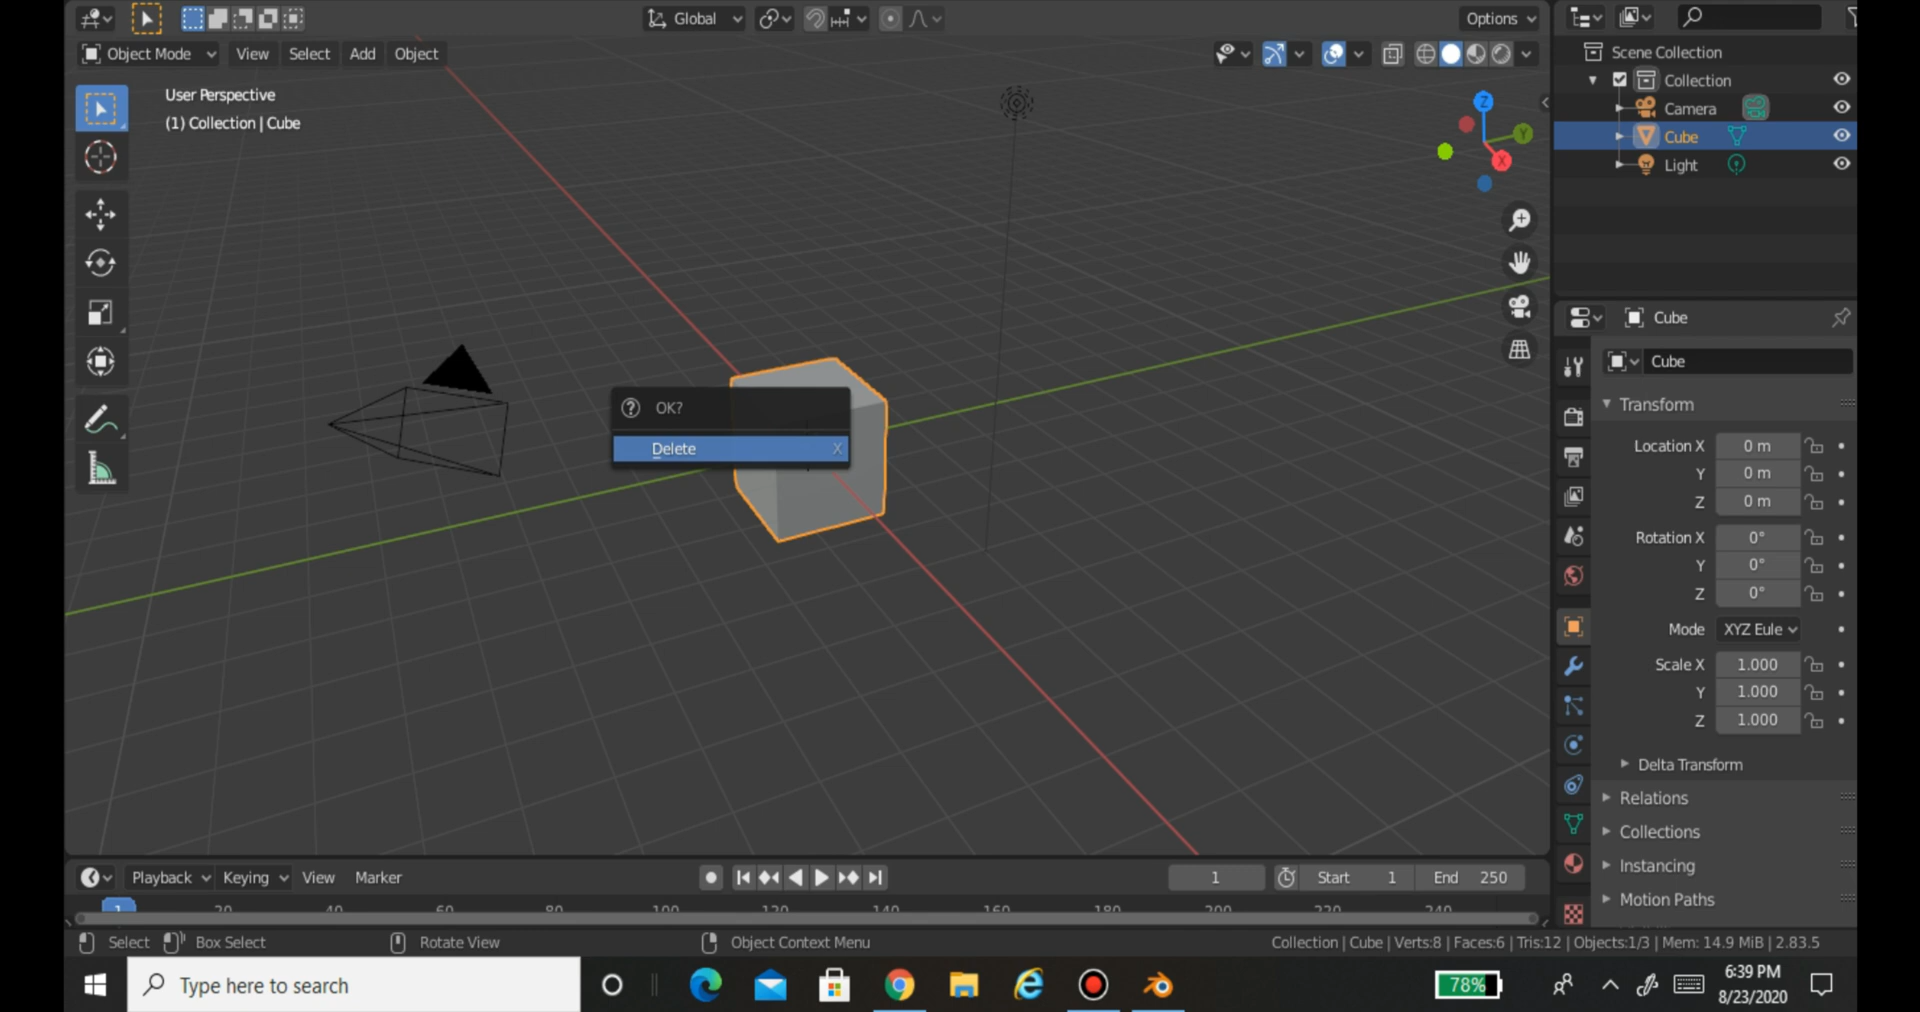 Global
Options
Object Mode View Select Add Object
User Perspective
(1) Collection | Cube
Z
Y
X
OK?
Delete X
Scene Collection
Collection
Camera
Cube
Light
Cube
Cube
Transform
Location X 0 m
Y 0 m
Z 0 m
Rotation X 0°
Y 0°
Z 0°
Mode XYZ Eule
Scale X 1.000
Y 1.000
Z 1.000
Delta Transform
Relations
Collections
Instancing
Motion Paths
Playback Keying View Marker
1 Start 1 End 250
1 20 40 60 80 100 120 140 160 180 200 220 240
Select Box Select Rotate View Object Context Menu
Collection | Cube | Verts:8 | Faces:6 | Tris:12 | Objects:1/3 | Mem: 14.9 MiB | 2.83.5
Type here to search
78%
6:39 PM
8/23/2020